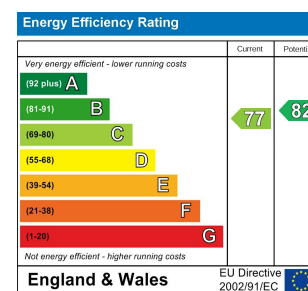 Energy Efficiency Rating
Current Potenti
Very energy efficient - lower running costs
(92 plus) A
(81-91) B
(69-80) C
(55-68) D
(39-54) E
(21-38) F
(1-20) G
77
82
Not energy efficient - higher running costs
England & Wales
EU Directive
2002/91/EC